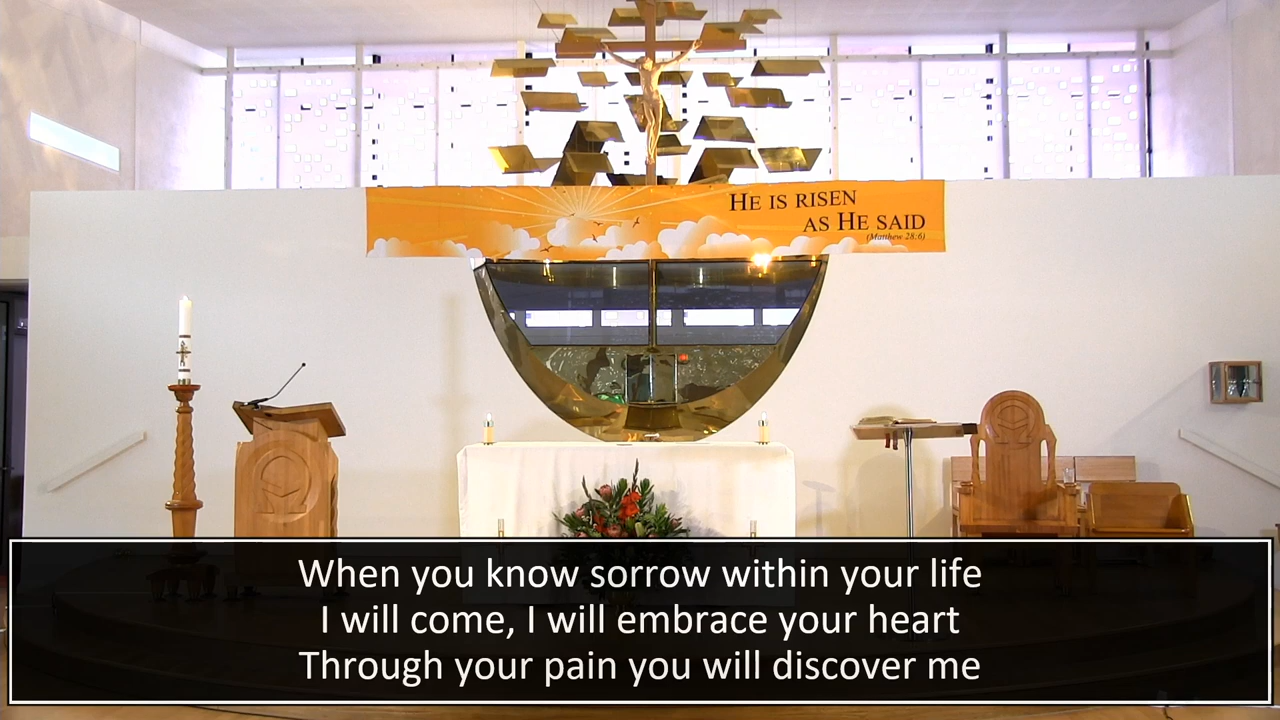 HE IS RISEN
AS HE SAID
(Matthew 28:6)
When you know sorrow within your life
I will come, I will embrace your heart
Through your pain you will discover me